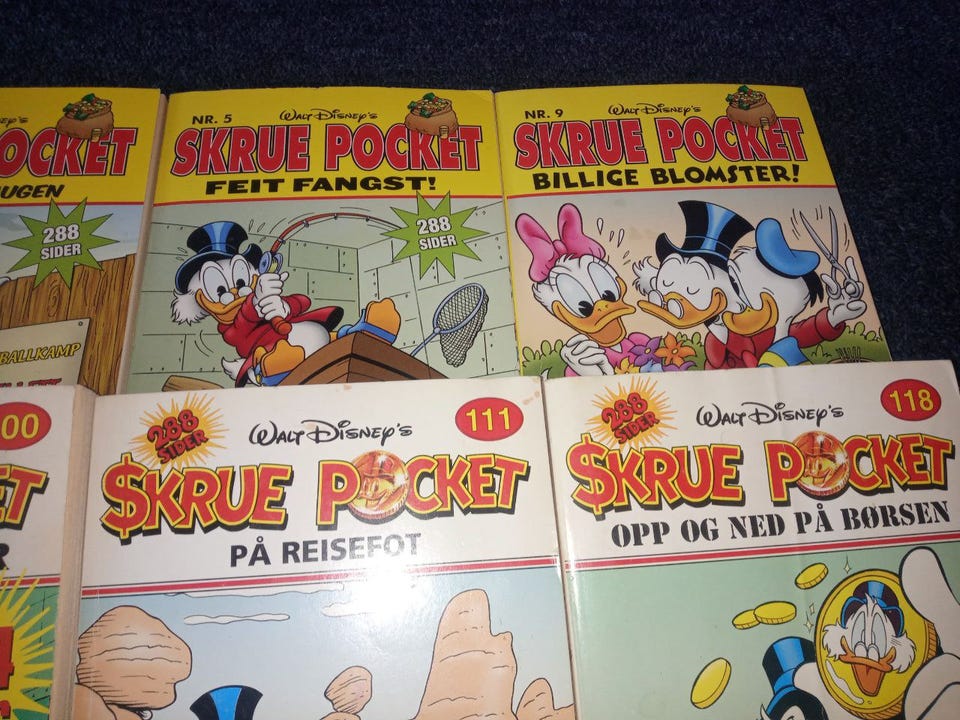 OCKET
288
SIDER
BALLKAMP
NR. 5
WALT DISNEY'S
SKRUE POCKET
FEIT FANGST!
288
SIDER
NR. 9
WALT DISNEY'S
SKRUE POCKET
BILLIGE BLOMSTER!
00
288
SIDER
WALT DISNEY'S
111
$KRUE POCKET
PÅ REISEFOT
288
SIDER
WALT DISNEY'S
118
$KRUE POCKET
OPP OG NED PÅ BØRSEN